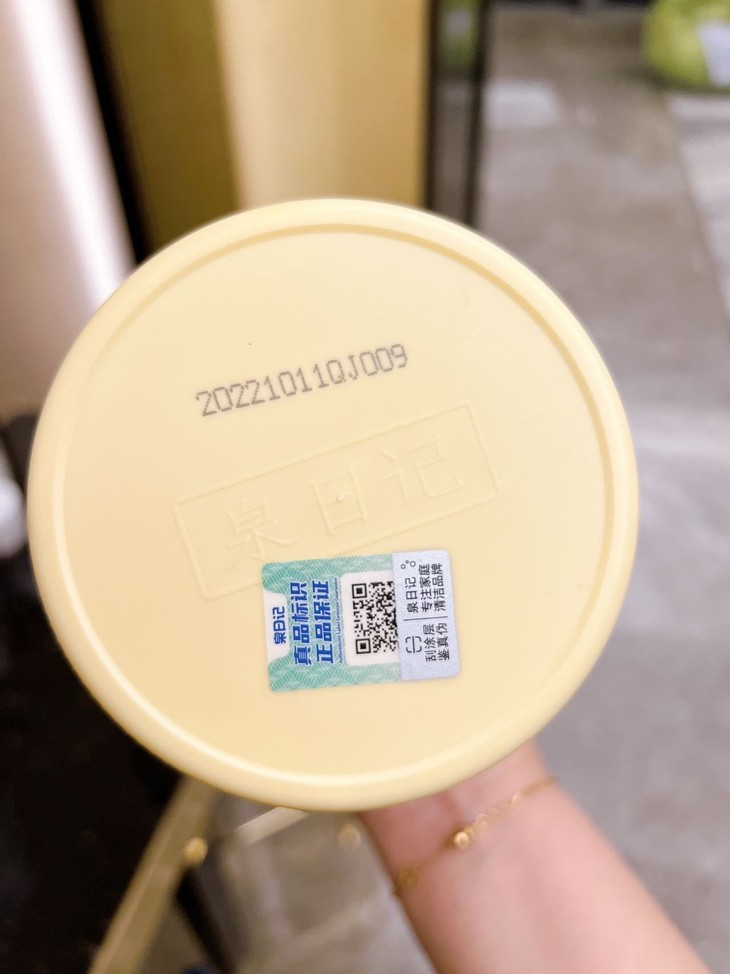 20221011QJ009
泉日记
泉日记
真品标识
正品保证
泉日记
专注家庭
清洁品牌
刮涂层
鉴真伪